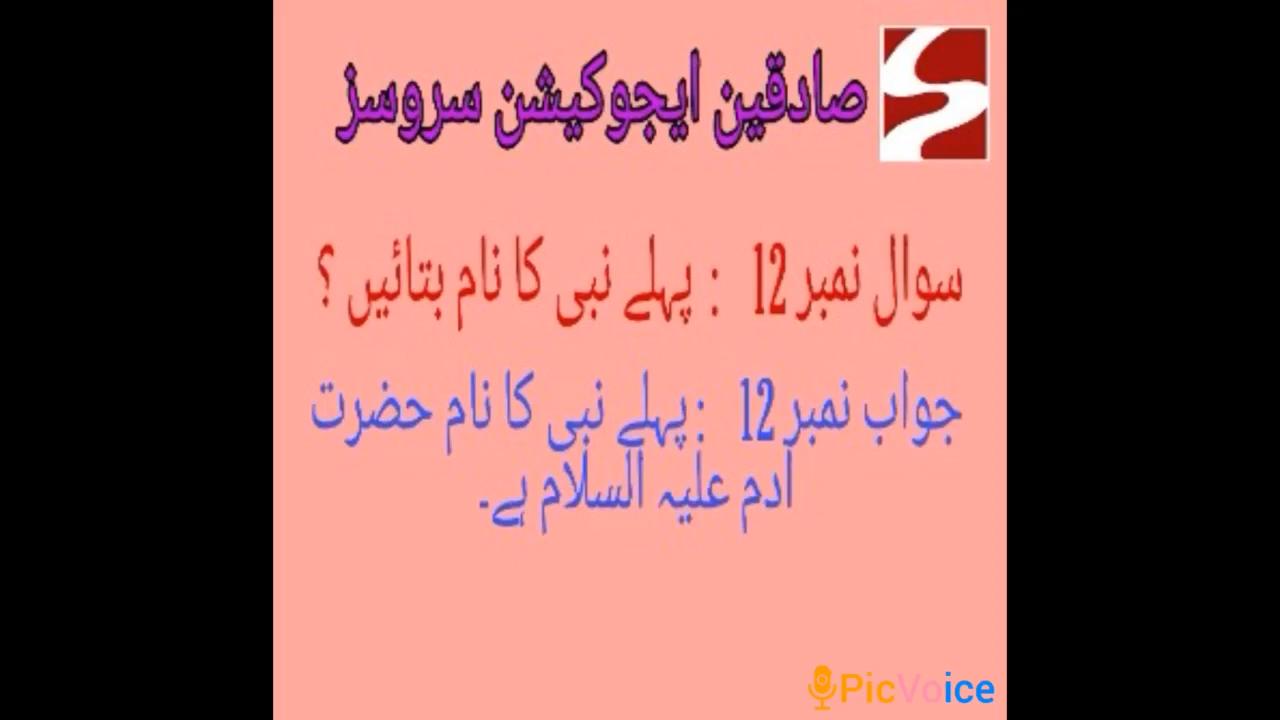 صادقین ایجوکیشن سروسز
سوال نمبر 12 : پہلے نبی کا نام بتائیں ؟
جواب نمبر 12 : پہلے نبی کا نام حضرت
آدم علیہ السلام ہے۔
PicVoice